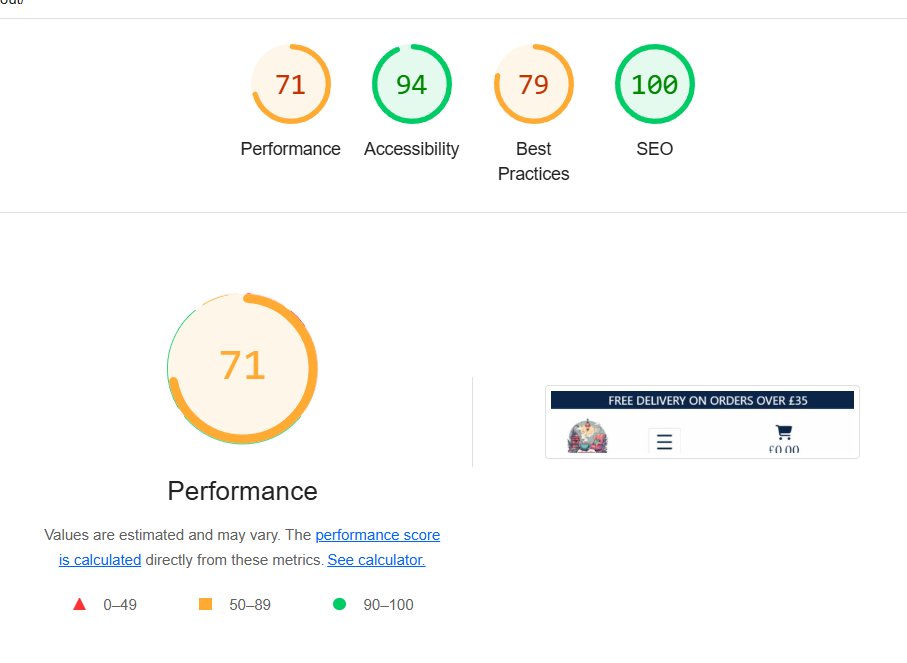 out/
71
94
79
100
Performance
Accessibility
Best
Practices
SEO
71
FREE DELIVERY ON ORDERS OVER £35
£0.00
Performance
Values are estimated and may vary. The performance score
is calculated directly from these metrics. See calculator.
0–49
50–89
90–100